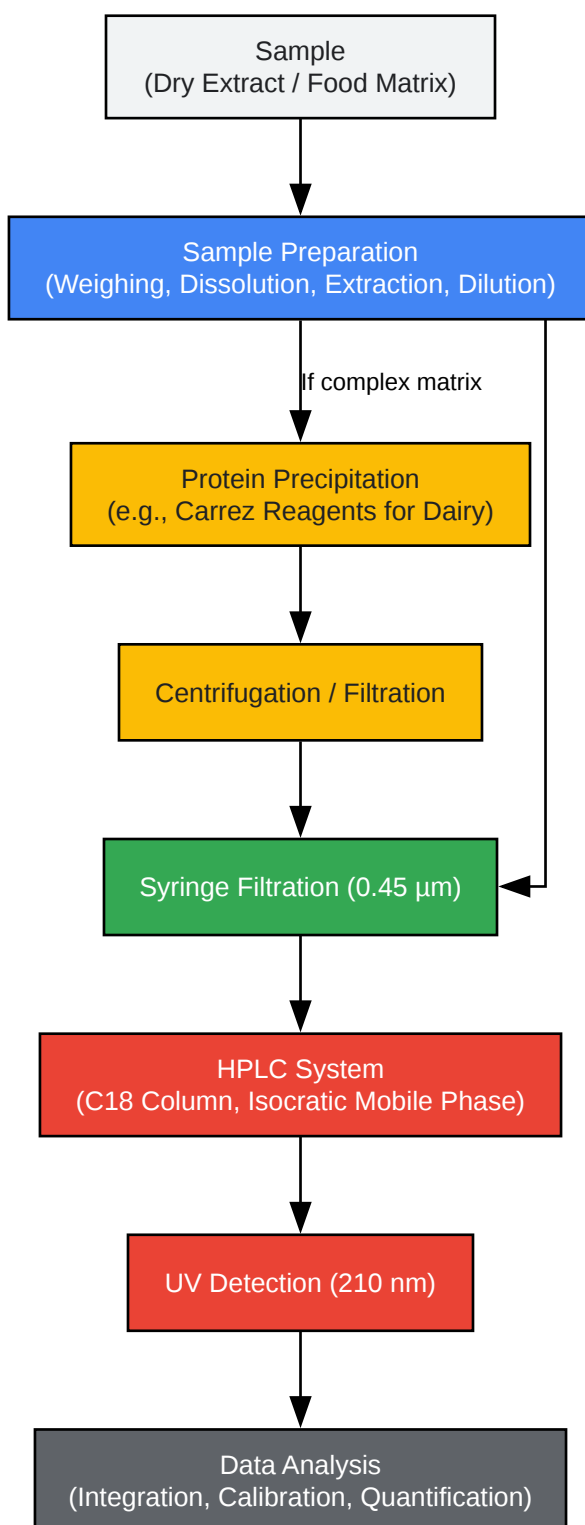 Sample
(Dry Extract / Food Matrix)
Sample Preparation
(Weighing, Dissolution, Extraction, Dilution)
If complex matrix
Protein Precipitation
(e.g., Carrez Reagents for Dairy)
Centrifugation / Filtration
Syringe Filtration (0.45 µm)
HPLC System
(C18 Column, Isocratic Mobile Phase)
UV Detection (210 nm)
Data Analysis
(Integration, Calibration, Quantification)